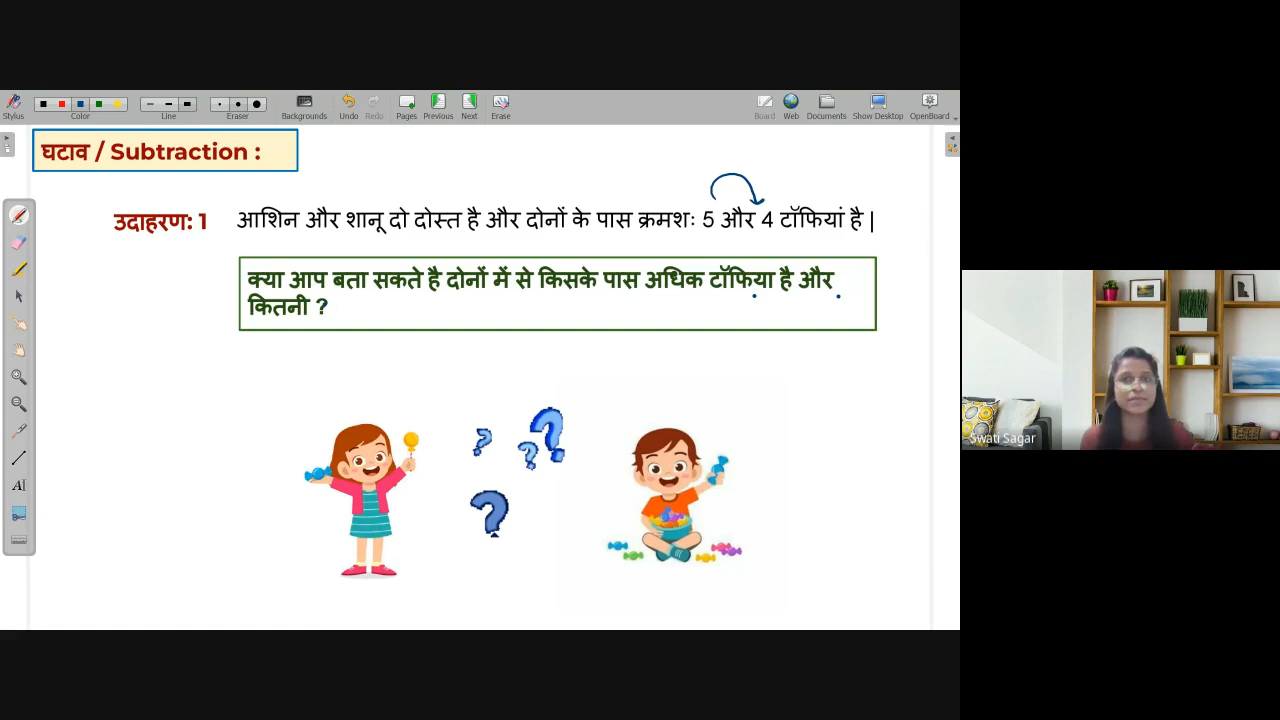 Stylus
Color
Line
Eraser
Backgrounds
Undo
Redo
Pages
Previous
Next
Erase
Board
Web
Documents
Show Desktop
OpenBoard
घटाव / Subtraction :
उदाहरण: 1
आशिन और शानू दो दोस्त है और दोनों के पास क्रमशः 5 और 4 टॉफियां है |
क्या आप बता सकते है दोनों में से किसके पास अधिक टॉफिया है और
कितनी ?
AI
? ? ?
?
Swati Sagar